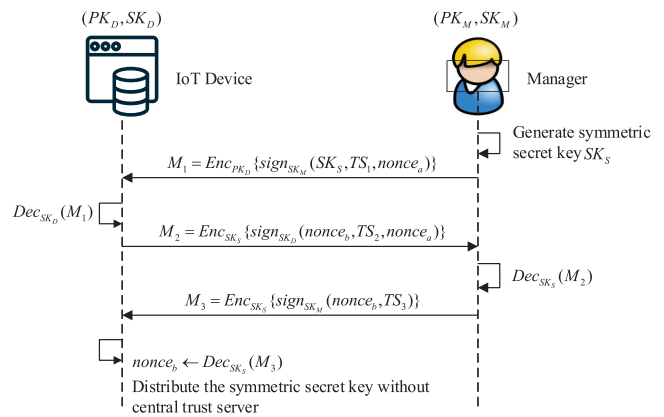 (PK_D, SK_D)
(PK_M, SK_M)
IoT Device
Manager
Generate symmetric
secret key SK_S
M_1 = Enc_{PK_D}{sign_{SK_M}(SK_S, TS_1, nonce_a)}
Dec_{SK_D}(M_1)
M_2 = Enc_{SK_S}{sign_{SK_D}(nonce_b, TS_2, nonce_a)}
Dec_{SK_S}(M_2)
M_3 = Enc_{SK_S}{sign_{SK_M}(nonce_b, TS_3)}
nonce_b ← Dec_{SK_S}(M_3)
Distribute the symmetric secret key without
central trust server